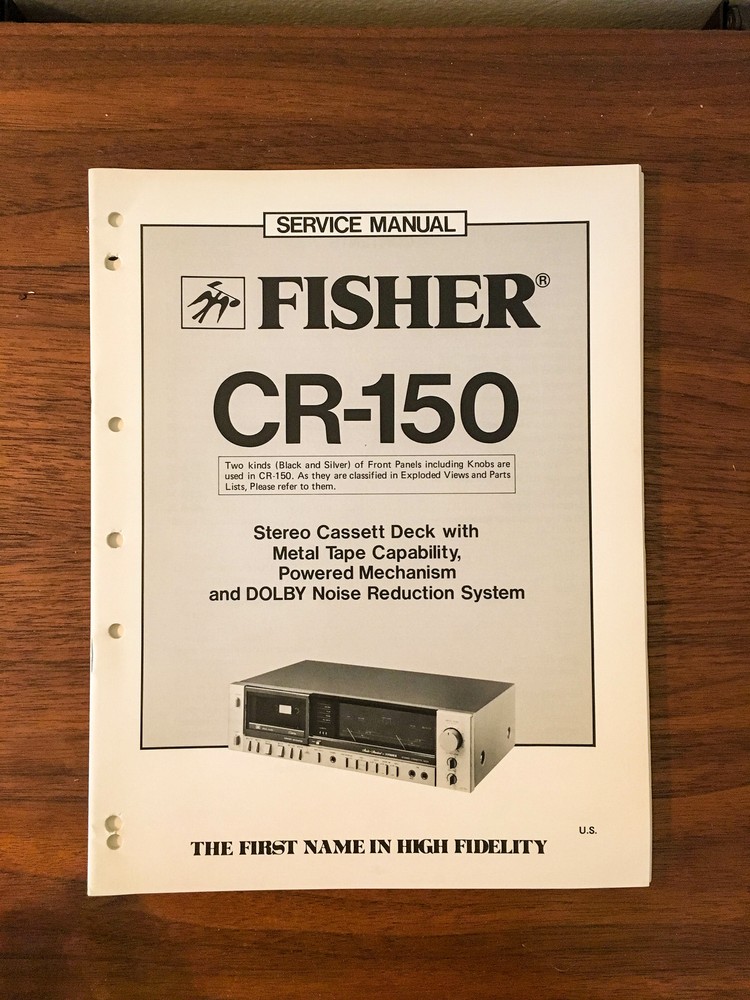 SERVICE MANUAL
FISHER®
CR-150
Two kinds (Black and Silver) of Front Panels including Knobs are
used in CR-150. As they are classified in Exploded Views and Parts
Lists, Please refer to them.
Stereo Cassett Deck with
Metal Tape Capability,
Powered Mechanism
and DOLBY Noise Reduction System
U.S.
THE FIRST NAME IN HIGH FIDELITY